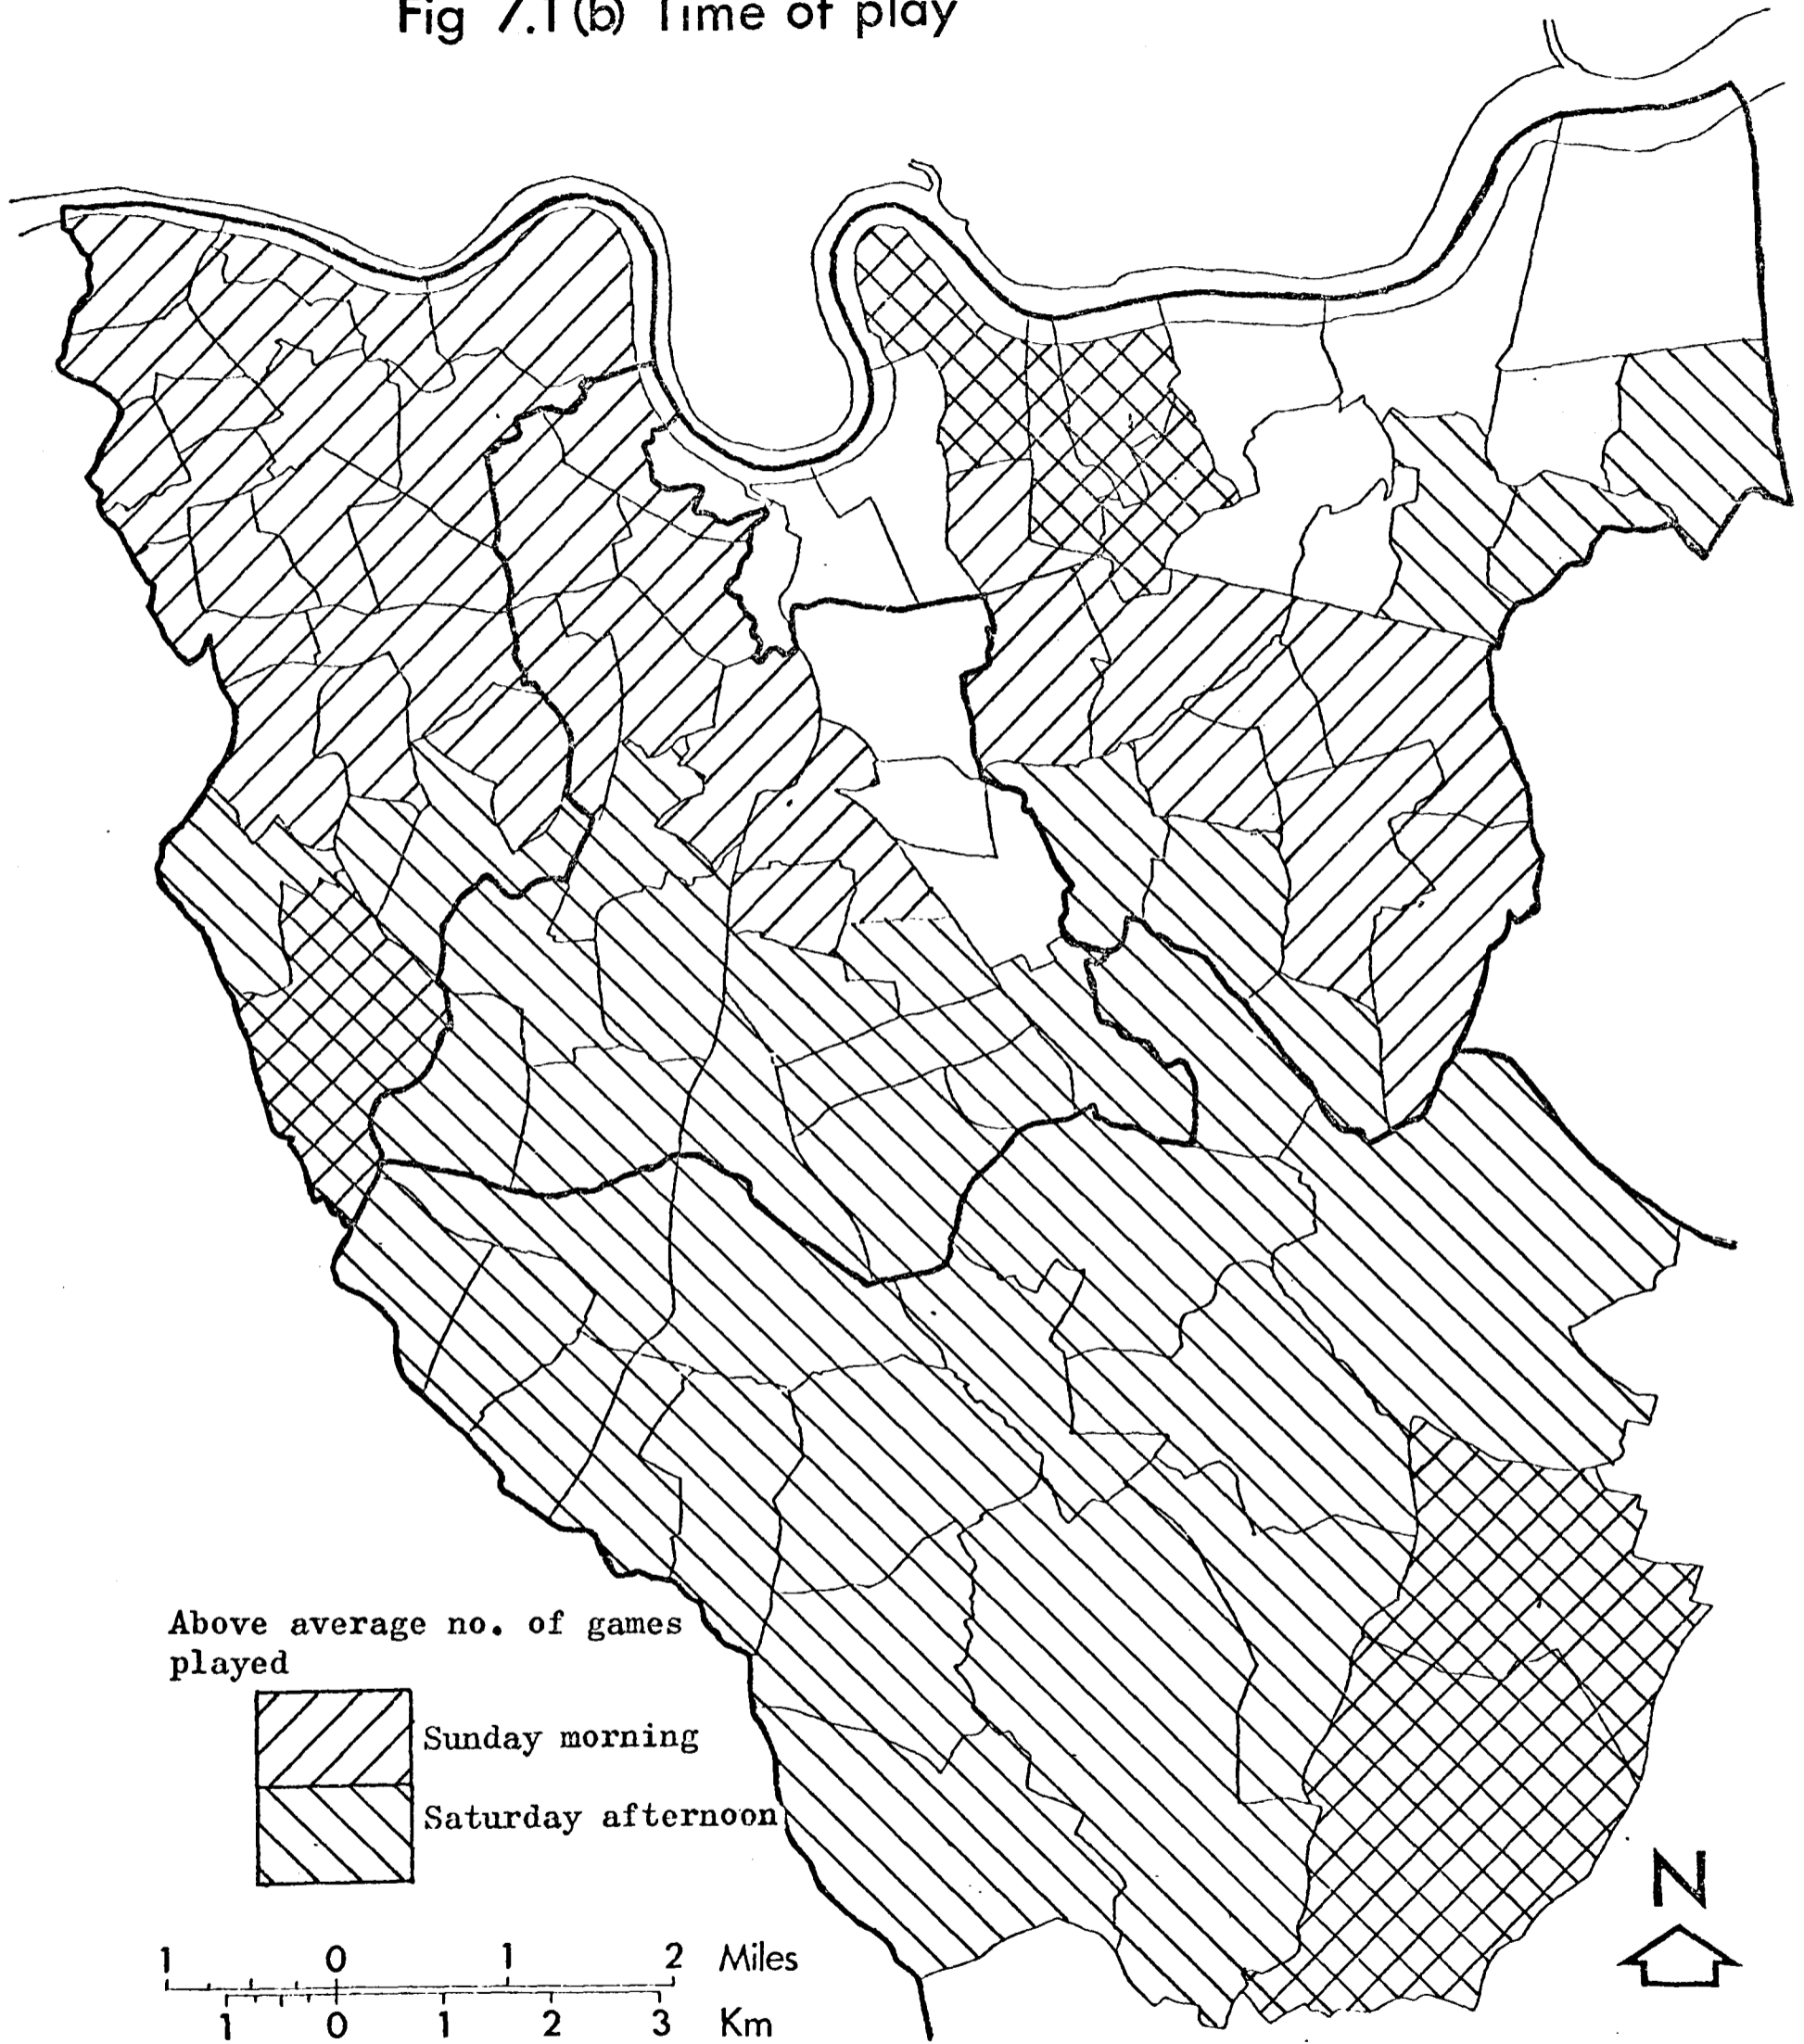 Fig 7.1(b) Time of play
Above average no. of games
played
Sunday morning
Saturday afternoon
N
1 0 1 2 Miles
1 0 1 2 3 Km